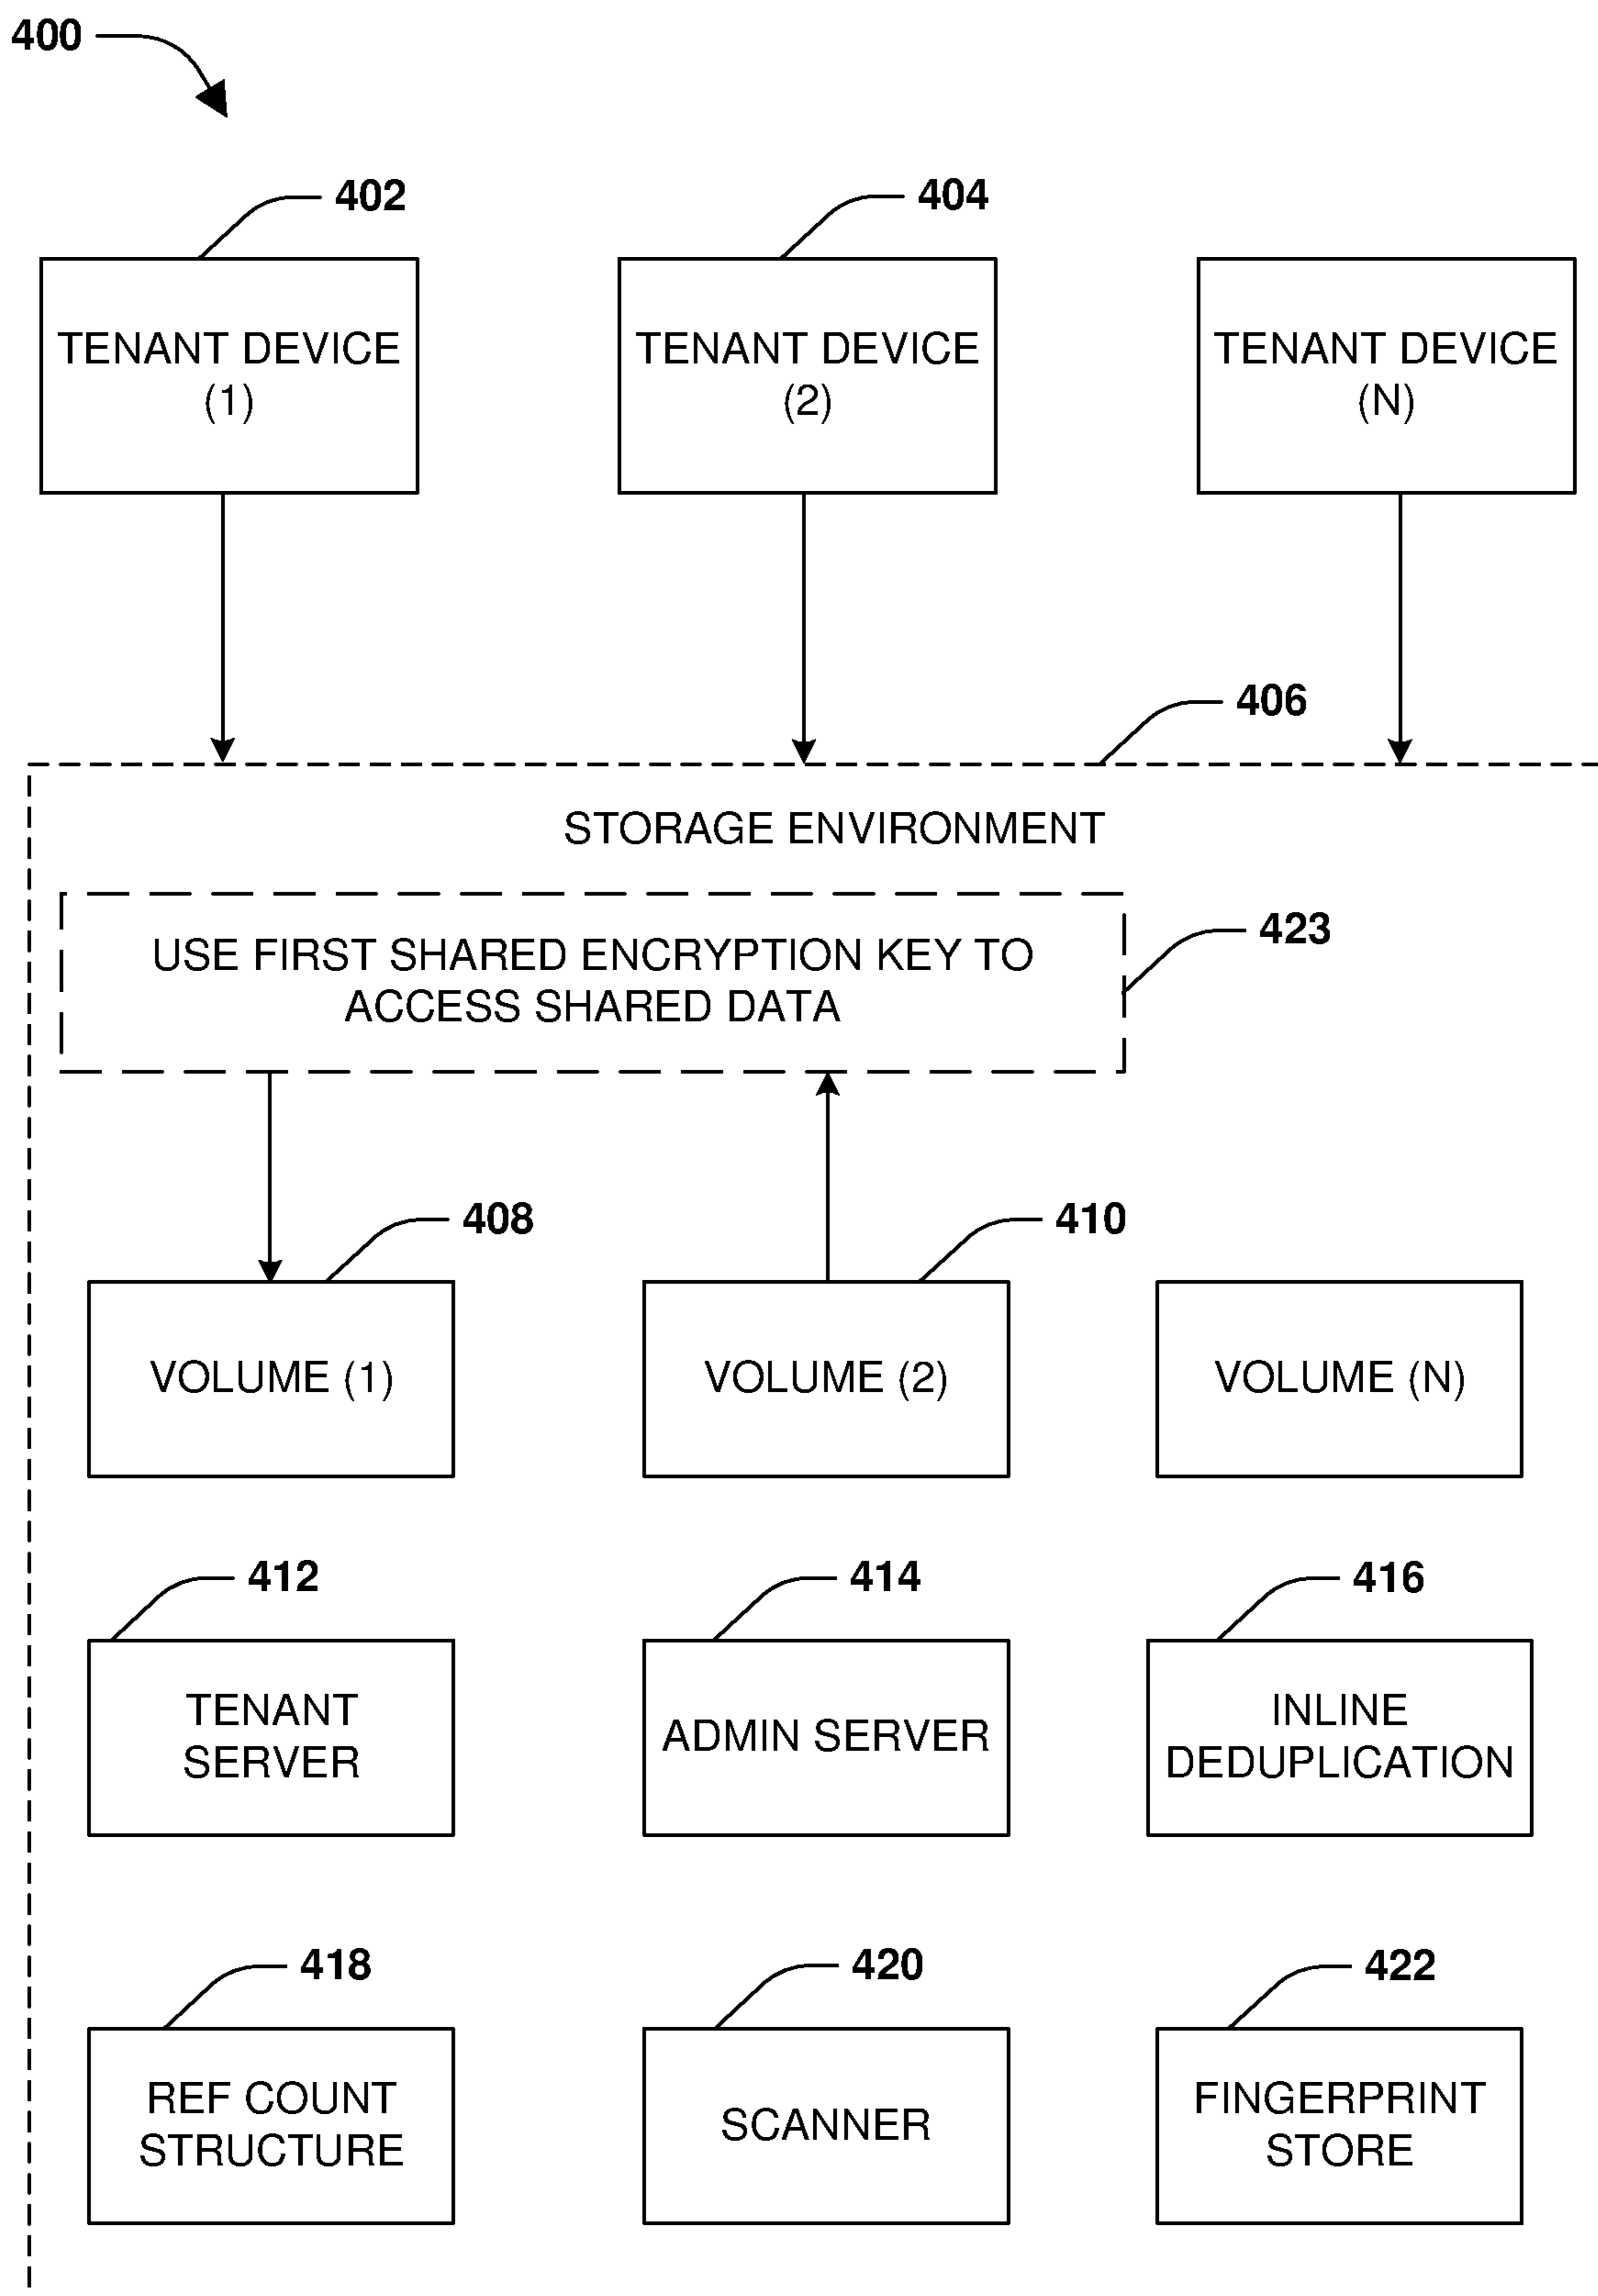 400
402
404
TENANT DEVICE
(1)
TENANT DEVICE
(2)
TENANT DEVICE
(N)
406
STORAGE ENVIRONMENT
423
USE FIRST SHARED ENCRYPTION KEY TO
ACCESS SHARED DATA
408
410
VOLUME (1)
VOLUME (2)
VOLUME (N)
412
414
416
TENANT
SERVER
ADMIN SERVER
INLINE
DEDUPLICATION
418
420
422
REF COUNT
STRUCTURE
SCANNER
FINGERPRINT
STORE